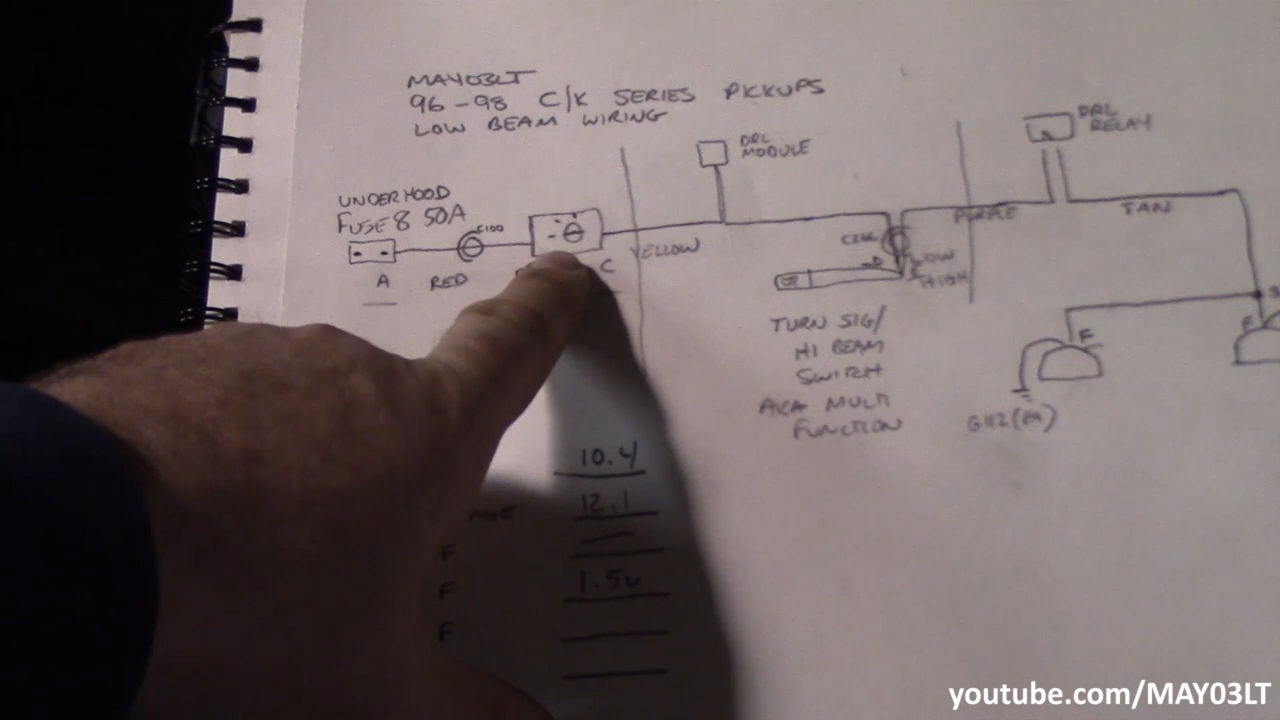 MAY03LT
96-98 C/K SERIES PICKUPS
LOW BEAM WIRING
DRL
MODULE
DRL
RELAY
UNDERHOOD
FUSE 8 50A
C100
A
RED
C
YELLOW
LOW
HIGH
PURPLE
TAN
TURN SIG/
HI BEAM
SWITCH
AKA MULTI
FUNCTION
F
F
G112(PA)
10.4
12.1
F
F
1.5v
F
youtube.com/MAY03LT